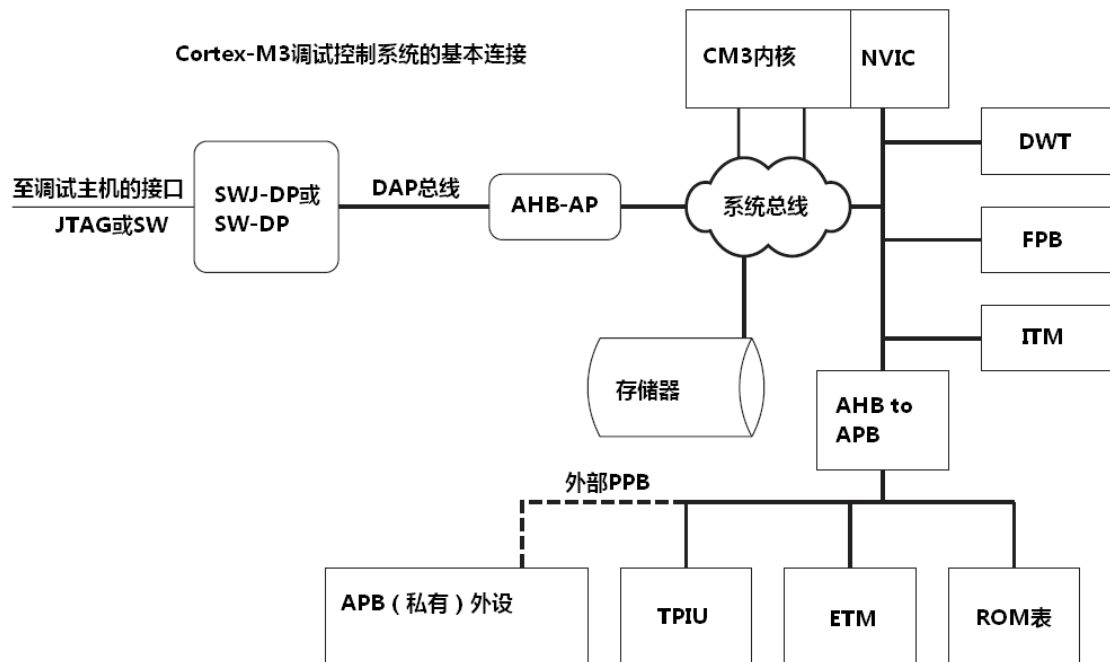 Cortex-M3调试控制系统的基本连接
CM3内核
NVIC
DWT
至调试主机的接口
JTAG或SW
SWJ-DP或
SW-DP
DAP总线
AHB-AP
系统总线
FPB
ITM
存储器
AHB to
APB
外部PPB
APB（私有）外设
TPIU
ETM
ROM表